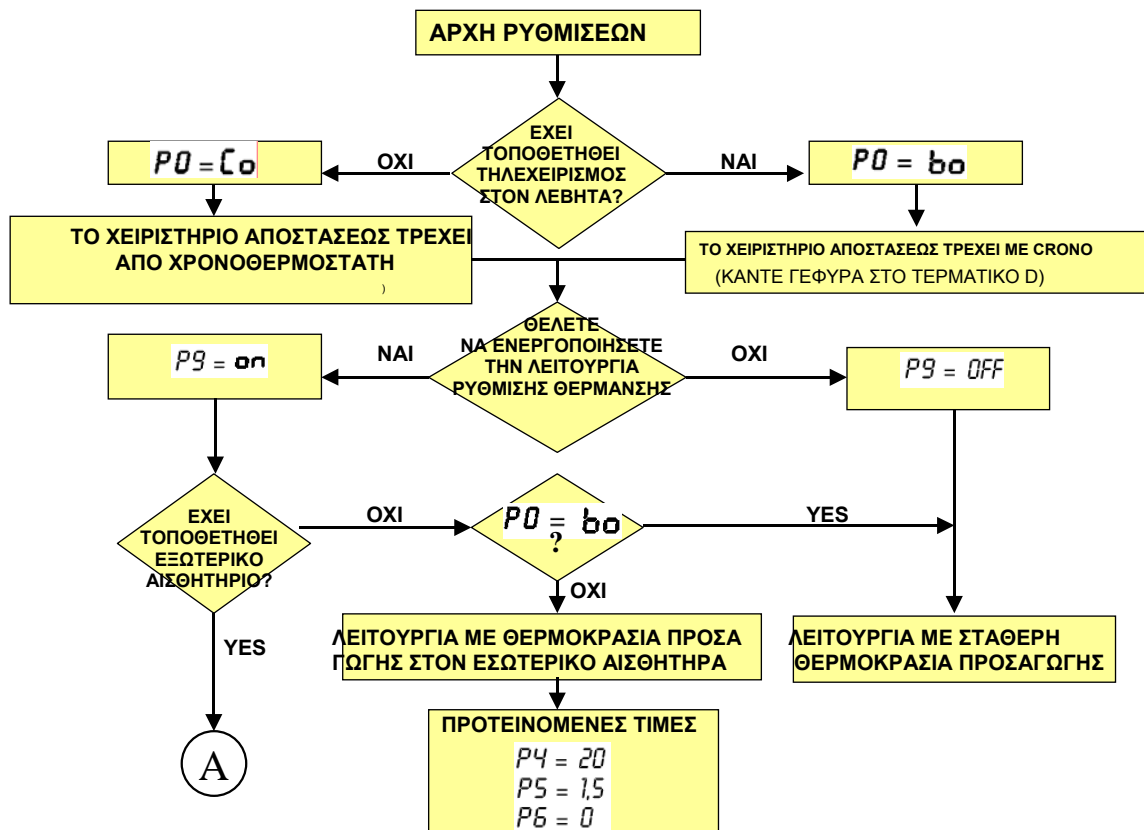 ΑΡΧΗ ΡΥΘΜΙΣΕΩΝ
ΕΧΕΙ
ΤΟΠΟΘΕΤΗΘΕΙ
ΤΗΛΕΧΕΙΡΙΣΜΟΣ
ΣΤΟΝ ΛΕΒΗΤΑ?
ΟΧΙ
ΝΑΙ
P0 = Co
P0 = bo
ΤΟ ΧΕΙΡΙΣΤΗΡΙΟ ΑΠΟΣΤΑΣΕΩΣ ΤΡΕΧΕΙ
ΑΠΟ ΧΡΟΝΟΘΕΡΜΟΣΤΑΤΗ
)
ΤΟ ΧΕΙΡΙΣΤΗΡΙΟ ΑΠΟΣΤΑΣΕΩΣ ΤΡΕΧΕΙ ΜΕ CRONO
(ΚΑΝΤΕ ΓΕΦΥΡΑ ΣΤΟ ΤΕΡΜΑΤΙΚΟ D)
ΘΕΛΕΤΕ
ΝΑ ΕΝΕΡΓΟΠΟΙΗΣΕΤΕ
ΤΗΝ ΛΕΙΤΟΥΡΓΙΑ
ΡΥΘΜΙΣΗΣ ΘΕΡΜΑΝΣΗΣ
ΝΑΙ
ΟΧΙ
P9 = on
P9 = OFF
ΕΧΕΙ
ΤΟΠΟΘΕΤΗΘΕΙ
ΕΞΩΤΕΡΙΚΟ
ΑΙΣΘΗΤΗΡΙΟ?
ΟΧΙ
P0 = bo
?
YES
ΟΧΙ
YES
ΛΕΙΤΟΥΡΓΙΑ ΜΕ ΘΕΡΜΟΚΡΑΣΙΑ ΠΡΟΣΑ
ΓΩΓΗΣ ΣΤΟΝ ΕΣΩΤΕΡΙΚΟ ΑΙΣΘΗΤΗΡΑ
ΛΕΙΤΟΥΡΓΙΑ ΜΕ ΣΤΑΘΕΡΗ
ΘΕΡΜΟΚΡΑΣΙΑ ΠΡΟΣΑΓΩΓΗΣ
A
ΠΡΟΤΕΙΝΟΜΕΝΕΣ ΤΙΜΕΣ
P4 = 20
P5 = 1,5
P6 = 0